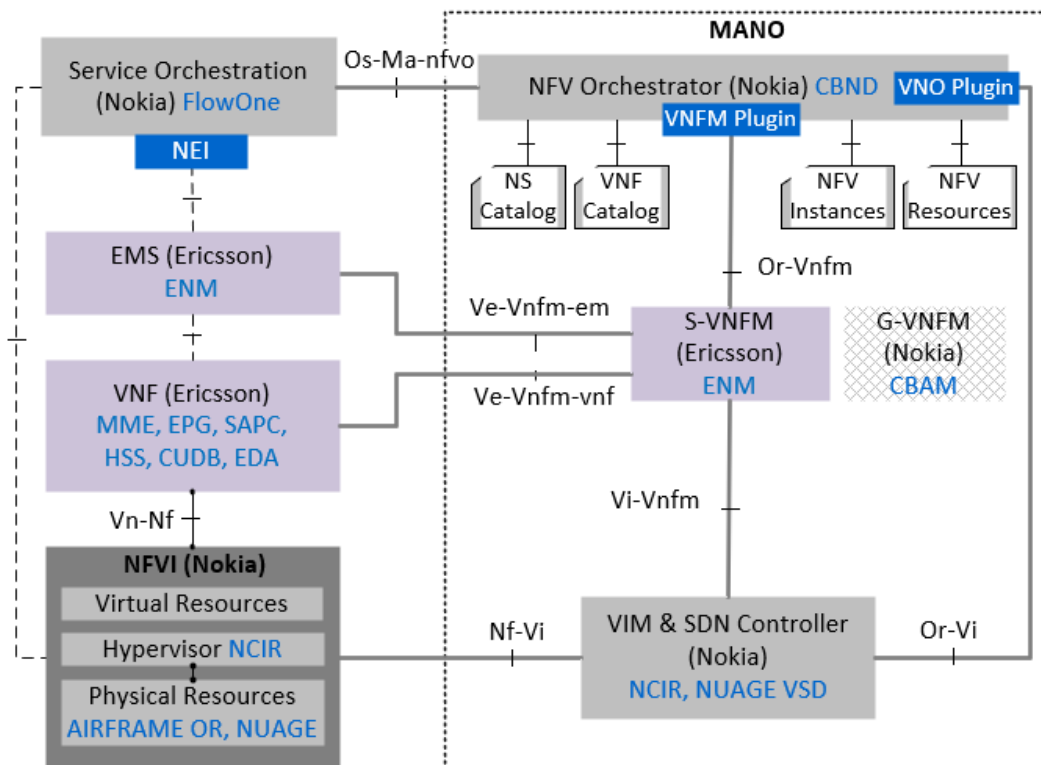 MANO
Service Orchestration
(Nokia) FlowOne
Os-Ma-nfvo
NFV Orchestrator (Nokia) CBND
VNO Plugin
VNFM Plugin
NEI
NS
Catalog
VNF
Catalog
NFV
Instances
NFV
Resources
EMS (Ericsson)
ENM
Or-Vnfm
Ve-Vnfm-em
S-VNFM
(Ericsson)
ENM
G-VNFM
(Nokia)
CBAM
VNF (Ericsson)
MME, EPG, SAPC,
HSS, CUDB, EDA
Ve-Vnfm-vnf
Vn-Nf
Vi-Vnfm
NFVI (Nokia)
Virtual Resources
Hypervisor NCIR
Physical Resources
AIRFRAME OR, NUAGE
Nf-Vi
VIM & SDN Controller
(Nokia)
NCIR, NUAGE VSD
Or-Vi